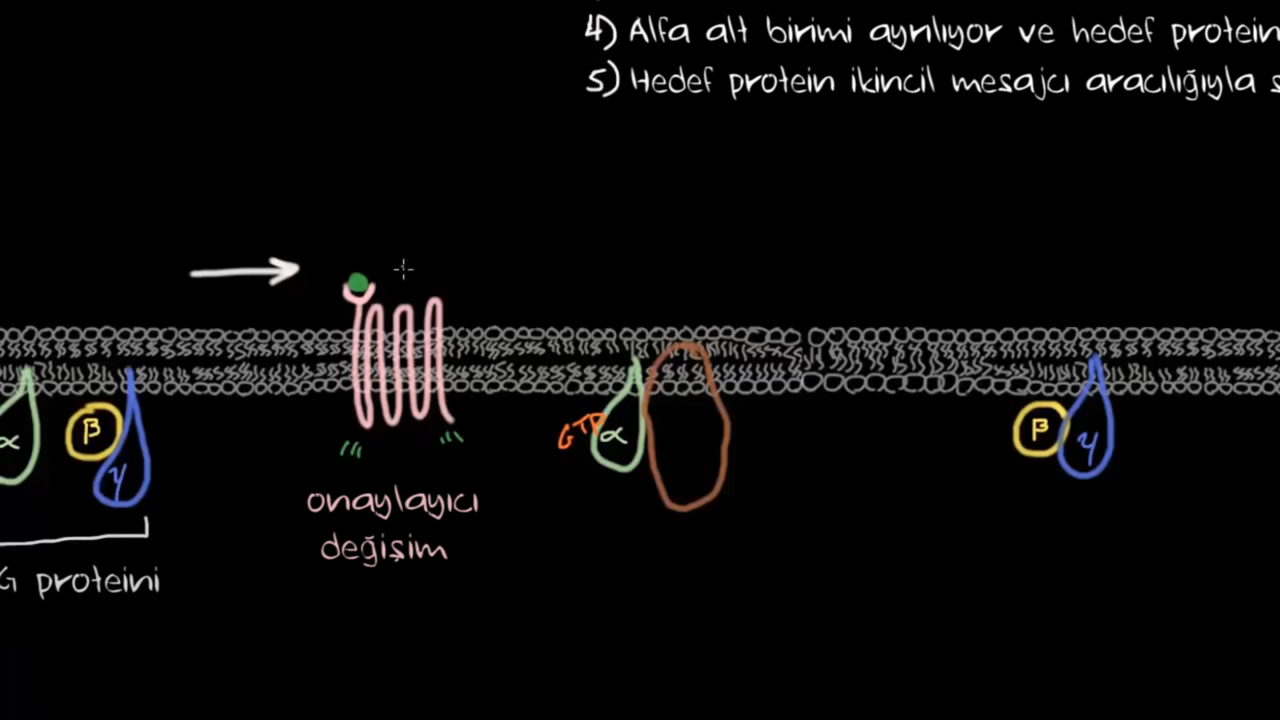 4) Alfa alt birimi ayrılıyor ve hedef protein
5) Hedef protein ikincil mesajcı aracılığıyla s
GTP
α
β
γ
α
β
γ
onaylayıcı
değişim
G proteini